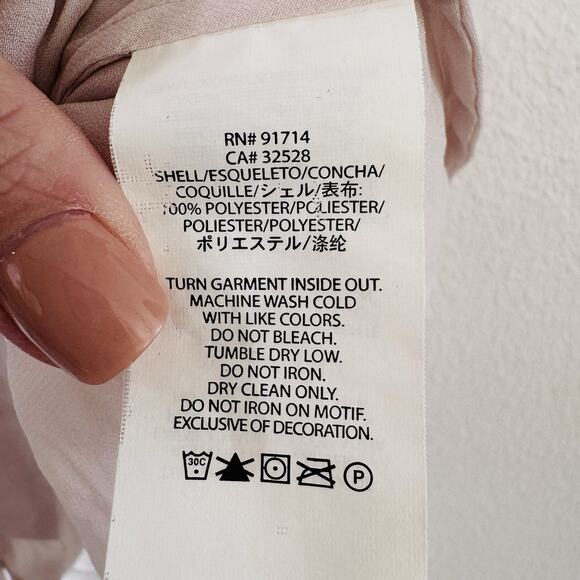 RN# 91714
CA# 32528
SHELL/ESQUELETO/CONCHA/
COQUILLE/シェル/表布:
100% POLYESTER/POLIESTER/
POLIESTER/POLYESTER/
ポリエステル/涤纶
TURN GARMENT INSIDE OUT.
MACHINE WASH COLD
WITH LIKE COLORS.
DO NOT BLEACH.
TUMBLE DRY LOW.
DO NOT IRON.
DRY CLEAN ONLY.
DO NOT IRON ON MOTIF.
EXCLUSIVE OF DECORATION.
30C P